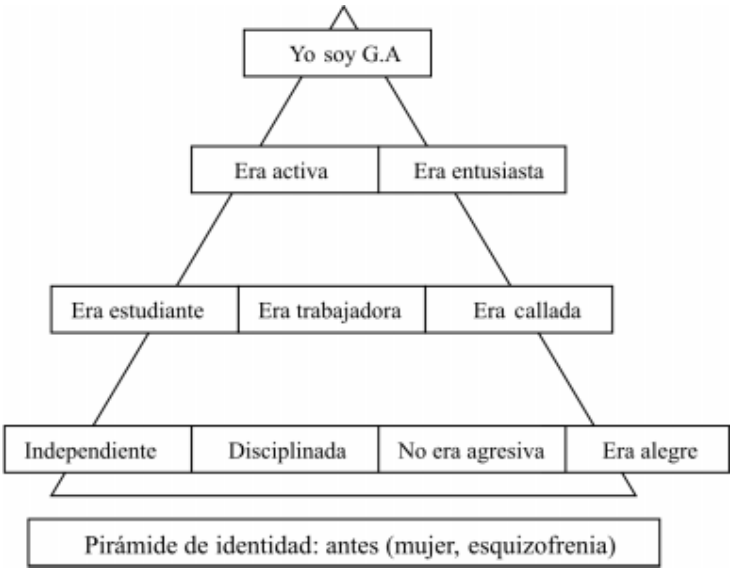 Yo soy G.A
Era activa Era entusiasta
Era estudiante Era trabajadora Era callada
Independiente Disciplinada No era agresiva Era alegre
Pirámide de identidad: antes (mujer, esquizofrenia)